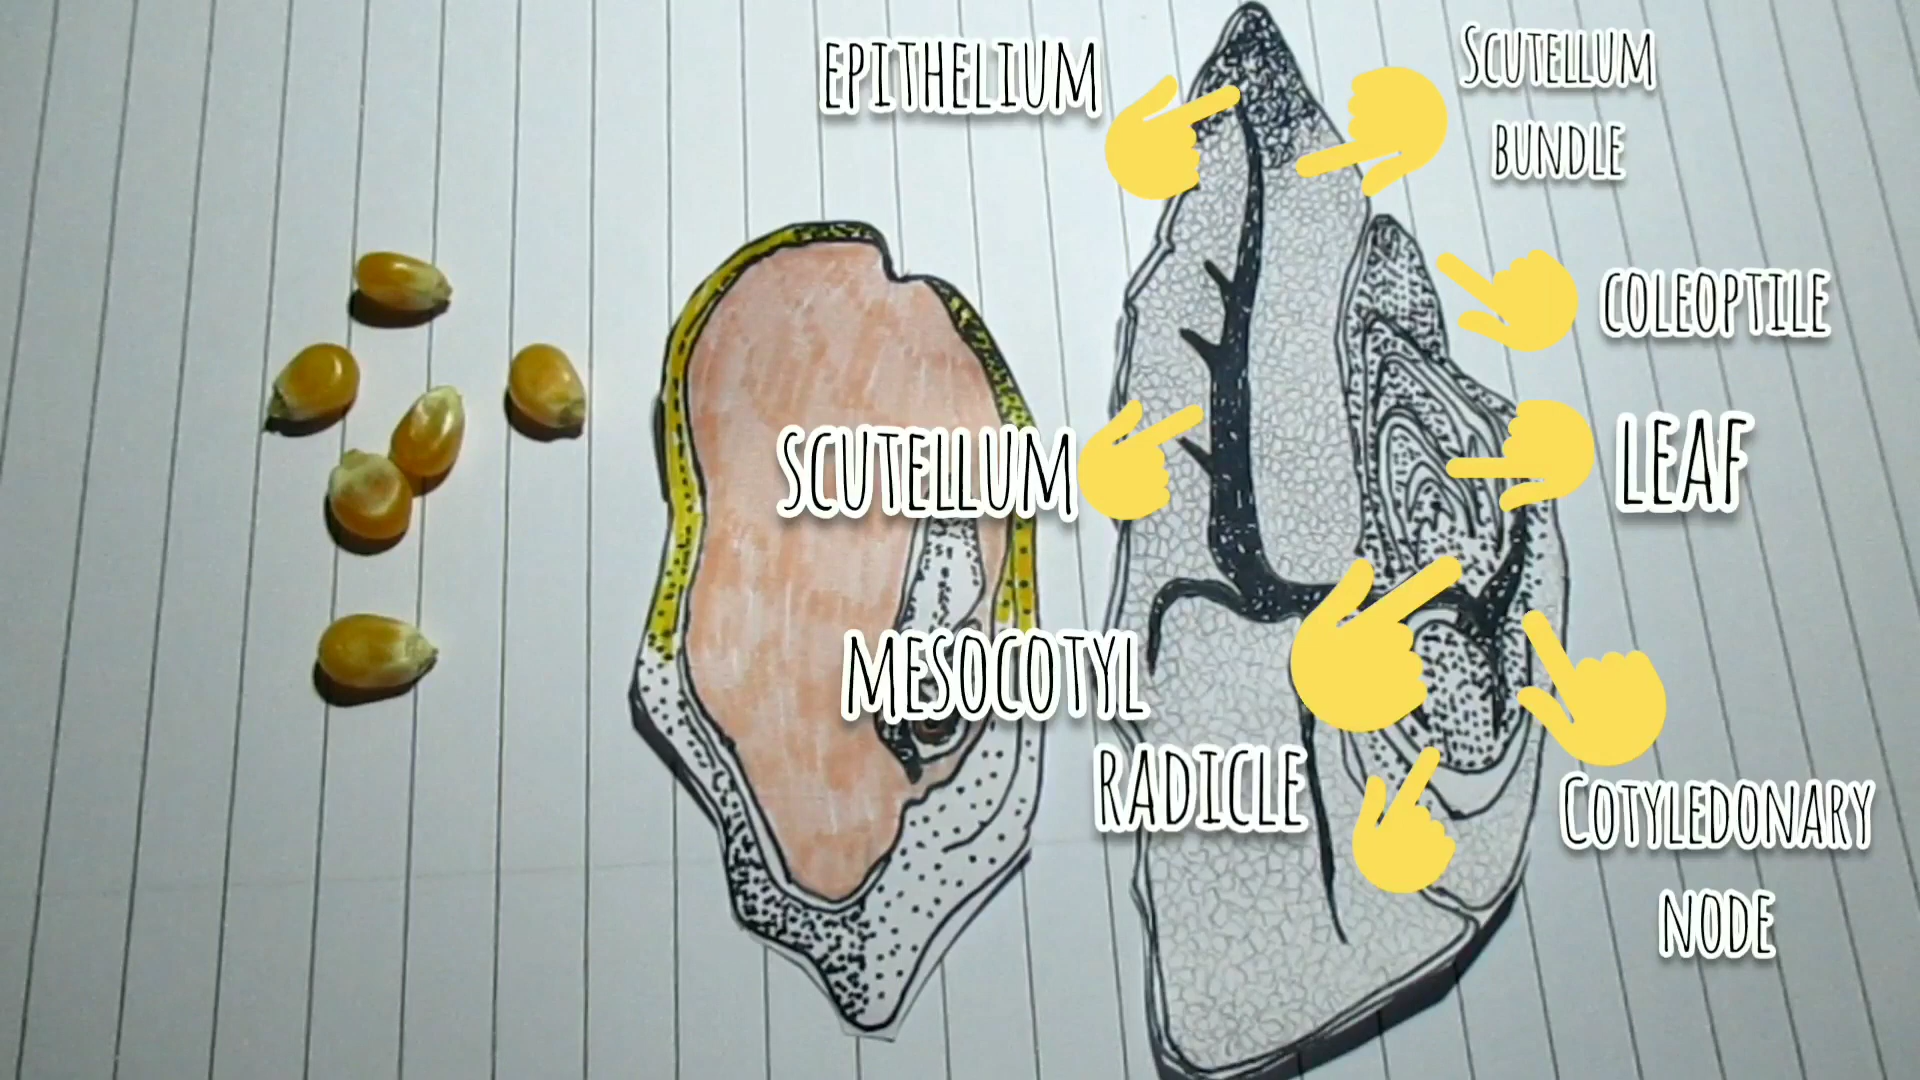 EPITHELIUM
SCUTELLUM
BUNDLE
COLEOPTILE
SCUTELLUM
LEAF
MESOCOTYL
RADICLE
COTYLEDONARY
NODE